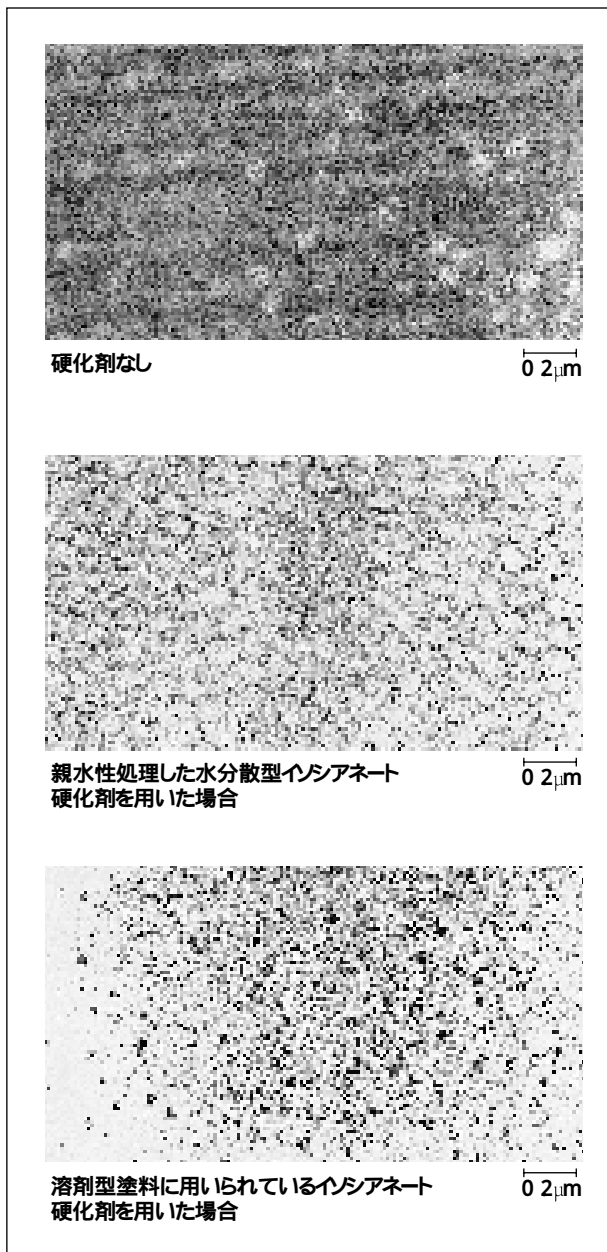 硬化剤なし
0 2μm
親水性処理した水分散型イソシアネート
硬化剤を用いた場合
0 2μm
溶剤型塗料に用いられているイソシアネート
硬化剤を用いた場合
0 2μm